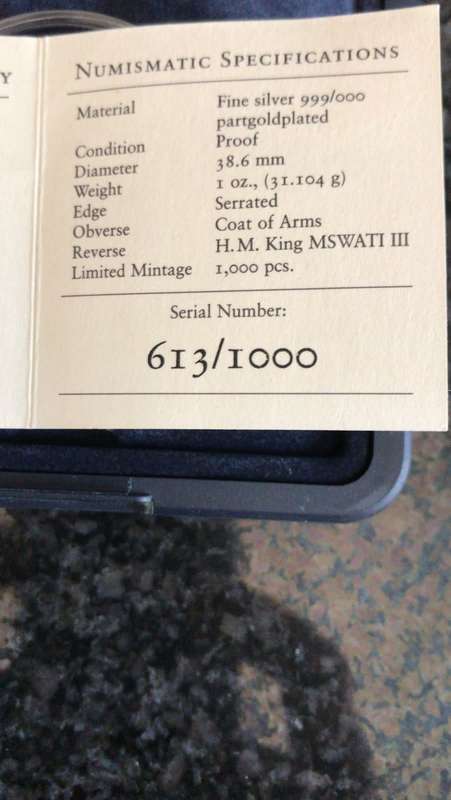 Y
NUMISMATIC SPECIFICATIONS
Material Fine silver 999/000
partgoldplated
Condition Proof
Diameter 38.6 mm
Weight 1 oz., (31.104 g)
Edge Serrated
Obverse Coat of Arms
Reverse H.M. King MSWATI III
Limited Mintage 1,000 pcs.
Serial Number:
613/1000